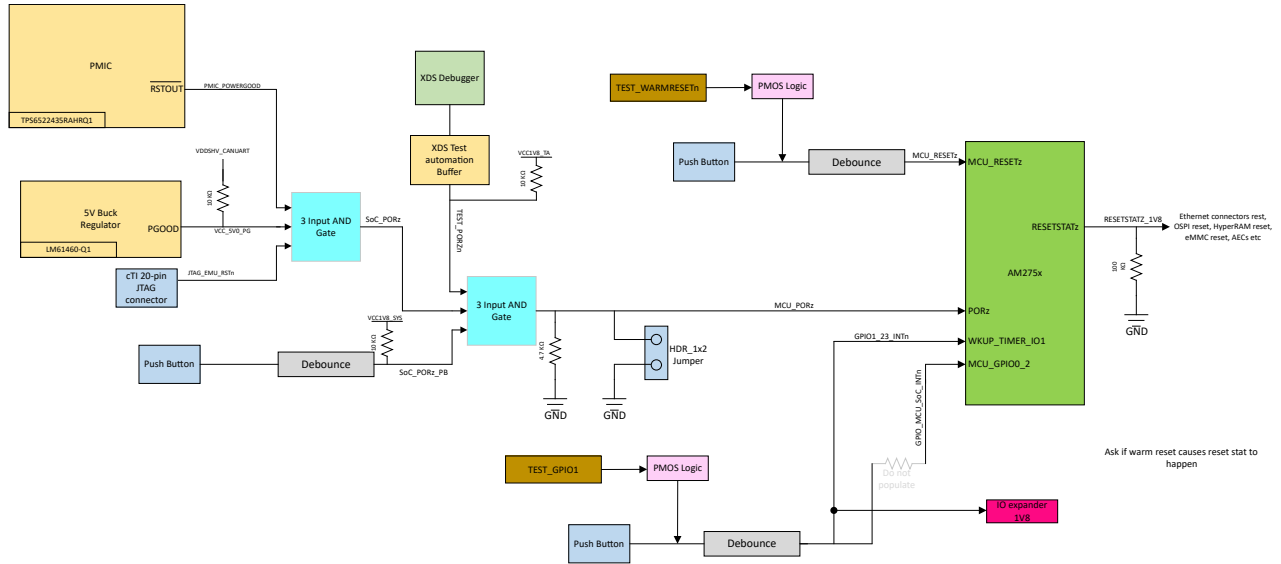 PMIC
RSTOUT
TPS6522435RAHRQ1
PMIC_POWERGOOD
VDDSHV_CANUART
10 KΩ
5V Buck
Regulator
PGOOD
LM61460-Q1
VCC_5V0_PG
cTI 20-pin
JTAG
connector
JTAG_EMU_RSTn
3 Input AND
Gate
SoC_PORz
XDS Debugger
XDS Test
automation
Buffer
VCC1V8_TA
10 KΩ
TEST_PORZn
VCC1V8_SYS
10 KΩ
Push Button
Debounce
SoC_PORz_PB
3 Input AND
Gate
4.7 KΩ
GND
HDR_1x2
Jumper
GND
MCU_PORz
TEST_WARMRESETn
PMOS Logic
Push Button
Debounce
MCU_RESETz
MCU_RESETz
RESETSTATz
AM275x
PORz
WKUP_TIMER_IO1
MCU_GPIO0_2
RESETSTATZ_1V8
Ethernet connectors rest,
OSPI reset, HyperRAM reset,
eMMC reset, AECs etc
100
KΩ
GND
GPIO1_23_INTn
GPIO_MCU_SoC_INTn
Do not
populate
TEST_GPIO1
PMOS Logic
Push Button
Debounce
IO expander
1V8
Ask if warm reset causes reset stat to
happen